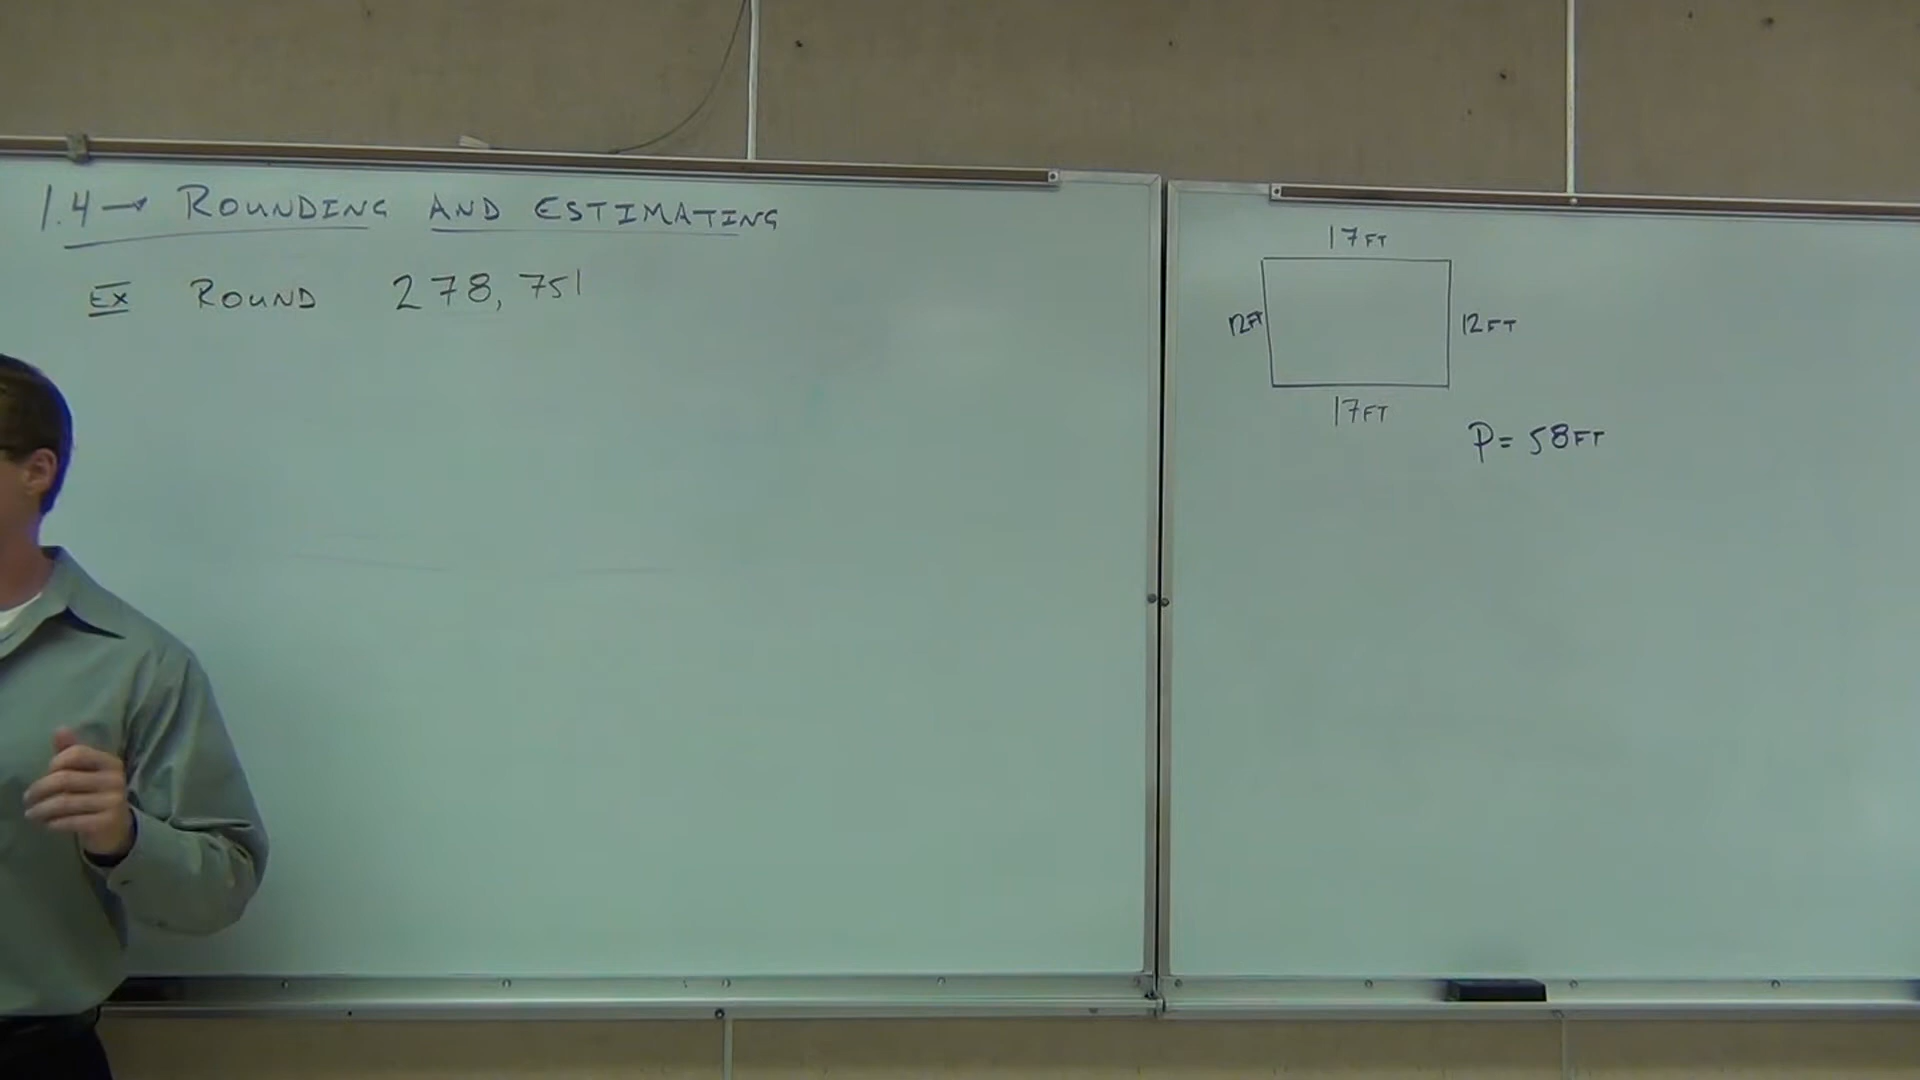 1.4 → ROUNDING AND ESTIMATING
EX ROUND 278,751
17FT
12FT
12FT
17FT
P= 58FT